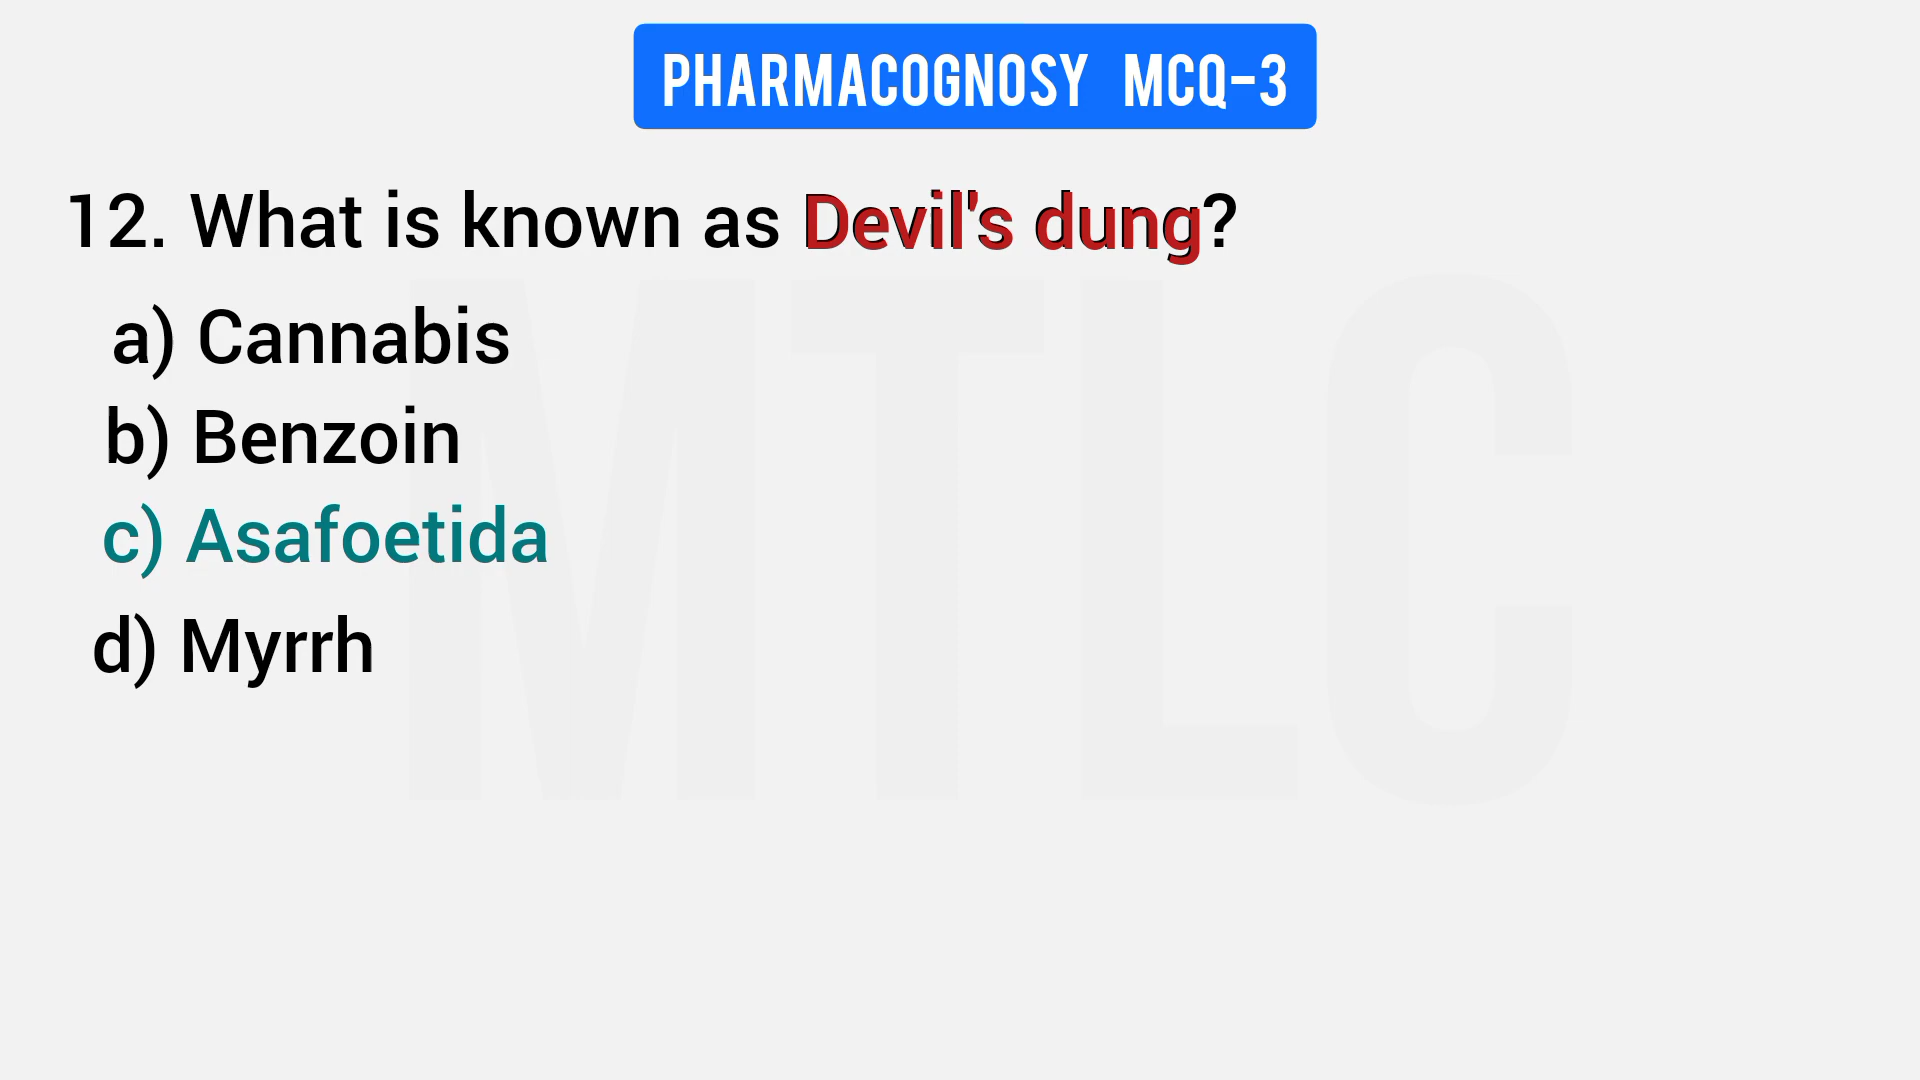 PHARMACOGNOSY MCQ-3
12. What is known as Devil's dung?
a) Cannabis
b) Benzoin
c) Asafoetida
d) Myrrh
MTLC